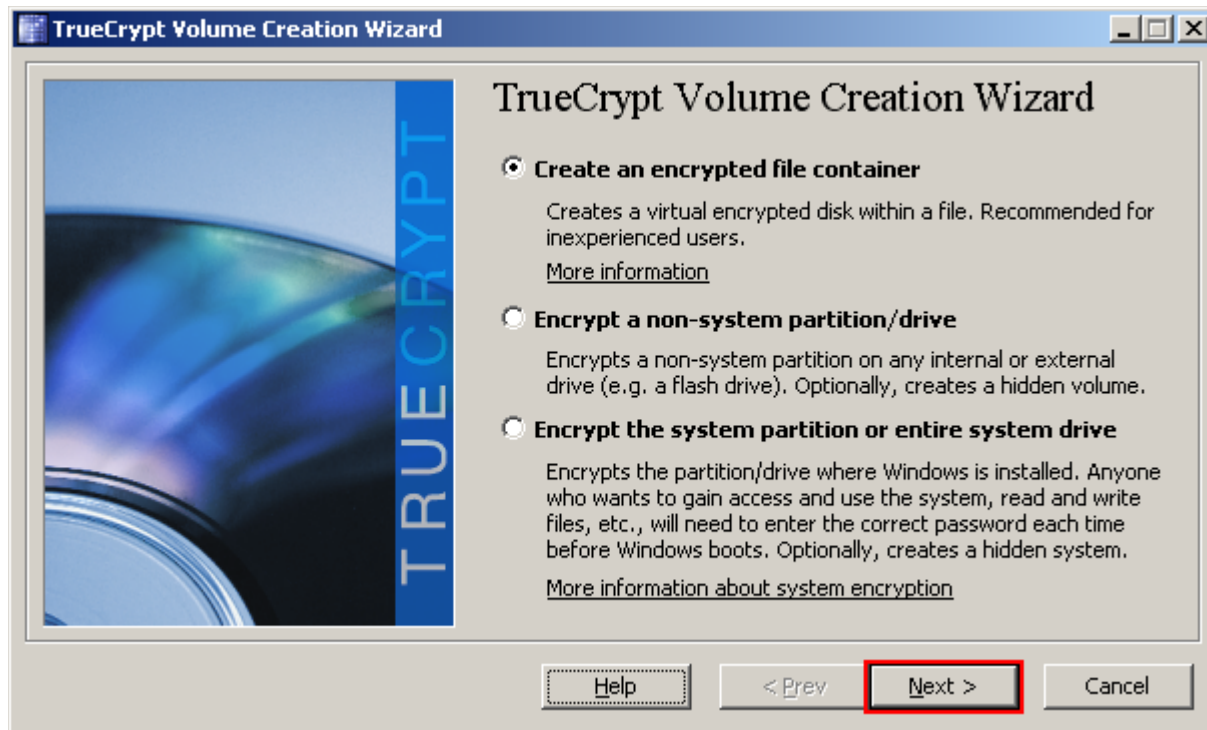 TrueCrypt Volume Creation Wizard
TRUECRYPT
TrueCrypt Volume Creation Wizard
Create an encrypted file container
Creates a virtual encrypted disk within a file. Recommended for
inexperienced users.
More information
Encrypt a non-system partition/drive
Encrypts a non-system partition on any internal or external
drive (e.g. a flash drive). Optionally, creates a hidden volume.
Encrypt the system partition or entire system drive
Encrypts the partition/drive where Windows is installed. Anyone
who wants to gain access and use the system, read and write
files, etc., will need to enter the correct password each time
before Windows boots. Optionally, creates a hidden system.
More information about system encryption
Help
< Prev
Next >
Cancel